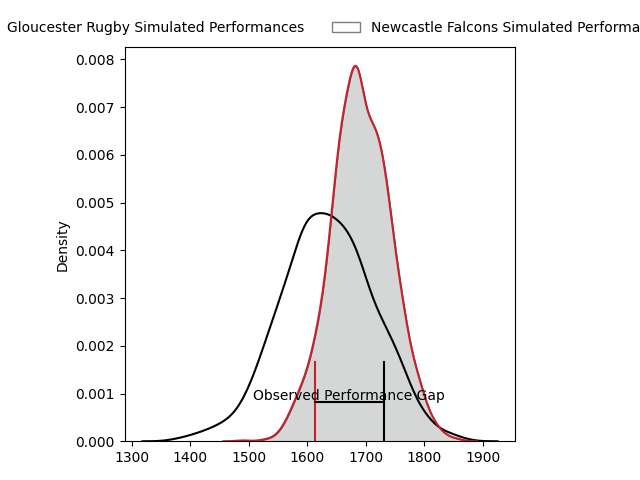 Gloucester Rugby Simulated Performances Newcastle Falcons Simulated Performa
0.008
0.007
0.006
0.005
0.004
0.003
0.002
0.001
0.000
Density
Observed Performance Gap
1300 1400 1500 1600 1700 1800 1900